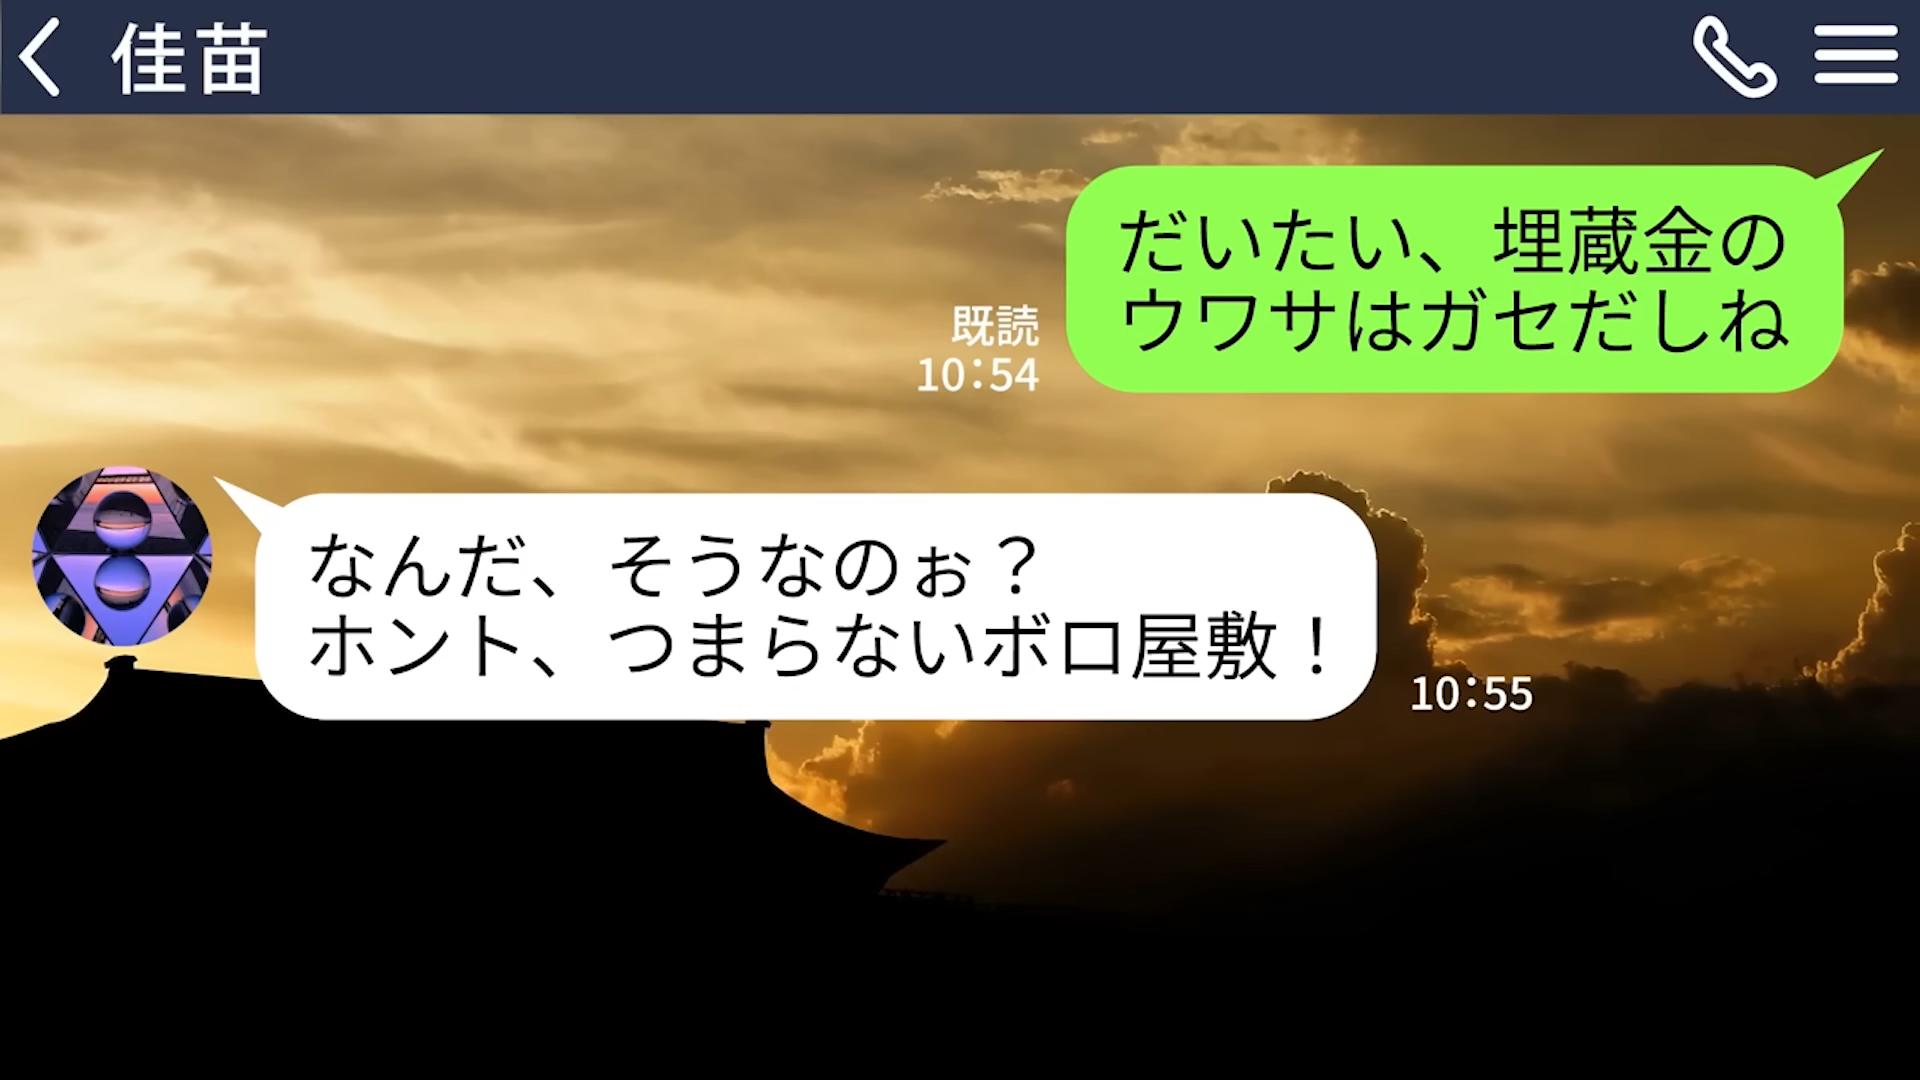 佳苗
だいたい、埋蔵金の
ウワサはガセだしね
既読
10:54
なんだ、そうなのぉ？
ホント、つまらないボロ屋敷！
10:55